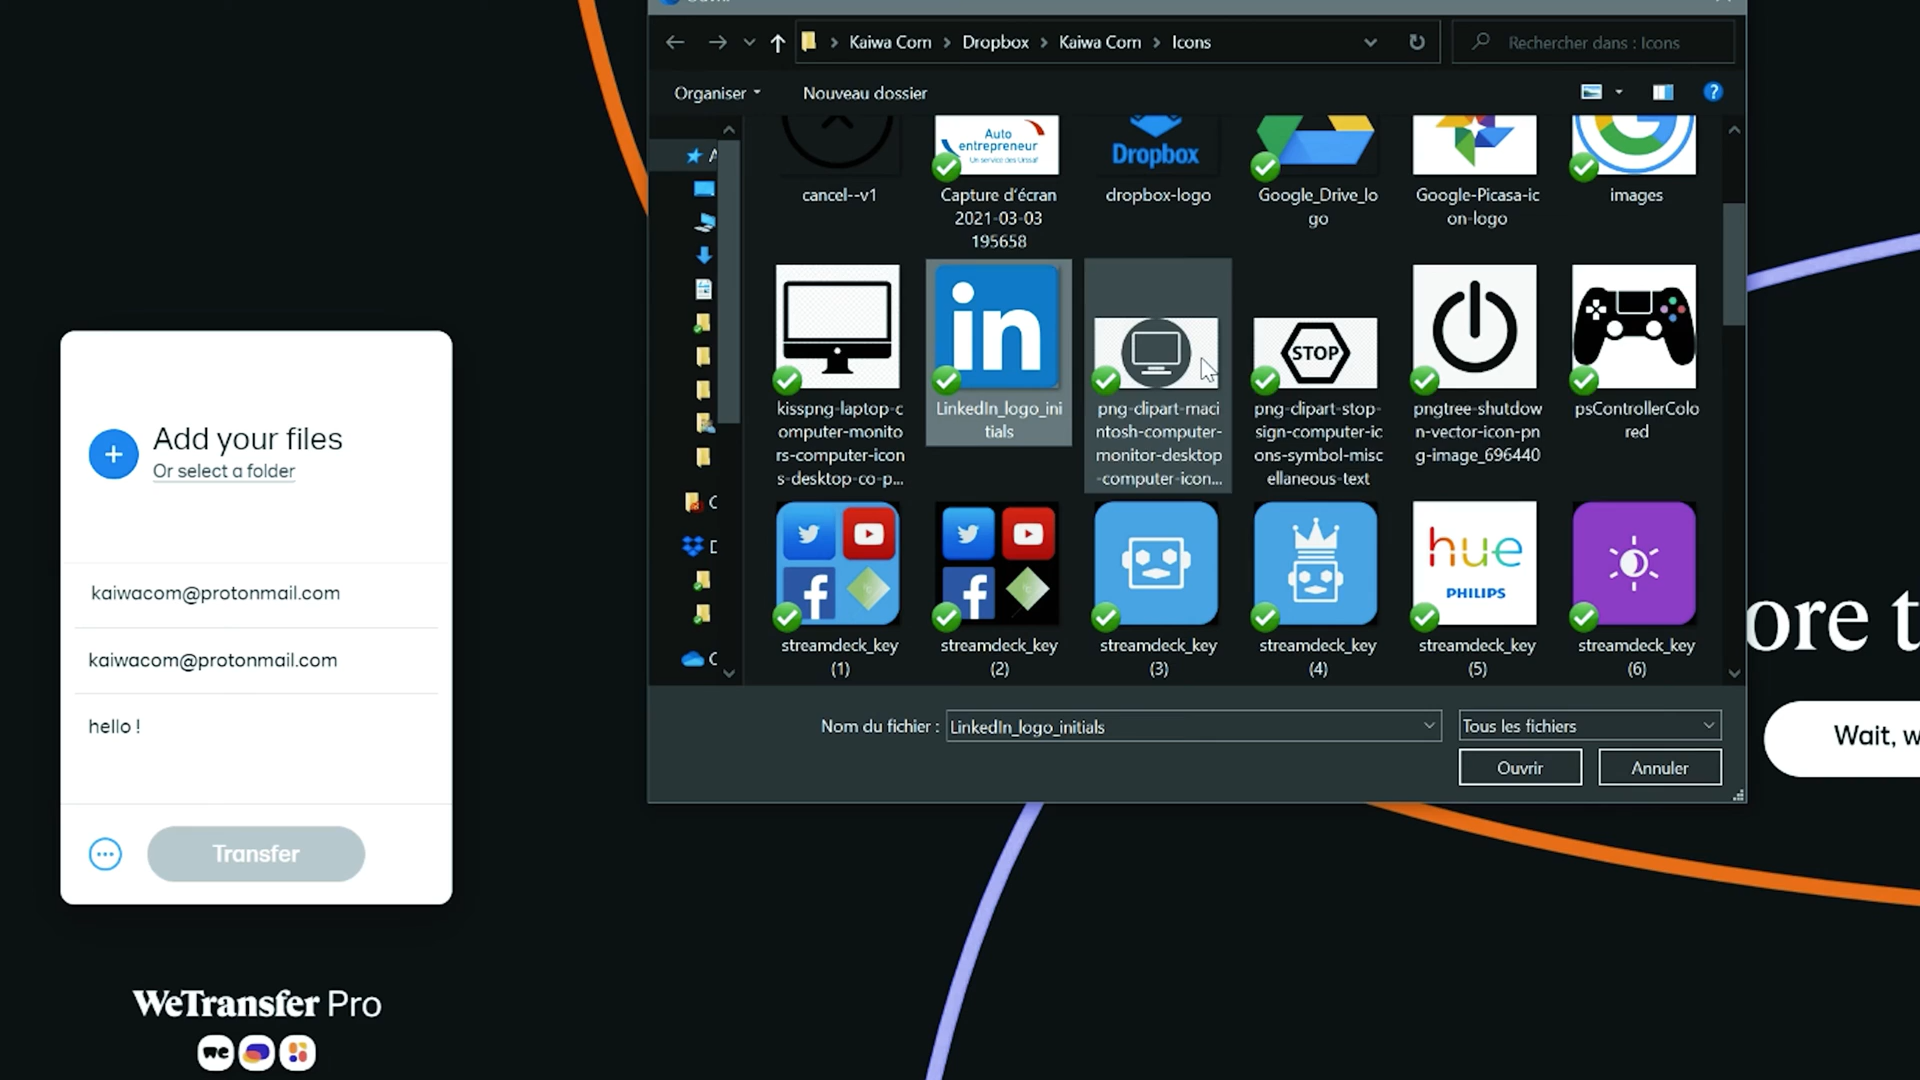 Kaiwa Com
Dropbox
Kaiwa Com
Icons
Rechercher dans : Icons
Organiser
Nouveau dossier
Auto
entrepreneur
Un service des Urssaf
Dropbox
cancel--v1
Capture d'écran
2021-03-03
195658
dropbox-logo
Google_Drive_lo
go
Google-Picasa-ic
on-logo
images
in
STOP
kisspng-laptop-c
omputer-monito
rs-computer-icon
s-desktop-co-p...
LinkedIn_logo_ini
tials
png-clipart-maci
ntosh-computer-
monitor-desktop
-computer-icon...
png-clipart-stop-
sign-computer-ic
ons-symbol-misc
ellaneous-text
pngtree-shutdow
n-vector-icon-pn
g-image_696440
psControllerColo
red
hue
PHILIPS
streamdeck_key
(1)
streamdeck_key
(2)
streamdeck_key
(3)
streamdeck_key
(4)
streamdeck_key
(5)
streamdeck_key
(6)
Nom du fichier :
LinkedIn_logo_initials
Tous les fichiers
Ouvrir
Annuler
Add your files
Or select a folder
kaiwacom@protonmail.com
kaiwacom@protonmail.com
hello !
Transfer
WeTransfer Pro
we
ore t
Wait, w